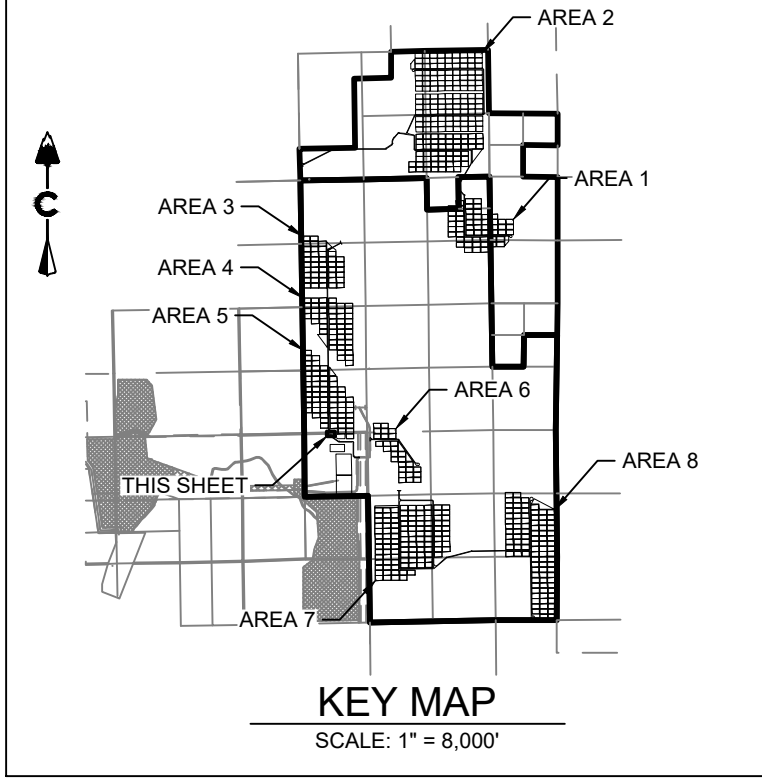 AREA 2
AREA 1
AREA 3
AREA 4
AREA 5
AREA 6
AREA 8
THIS SHEET
AREA 7
KEY MAP
SCALE: 1" = 8,000'